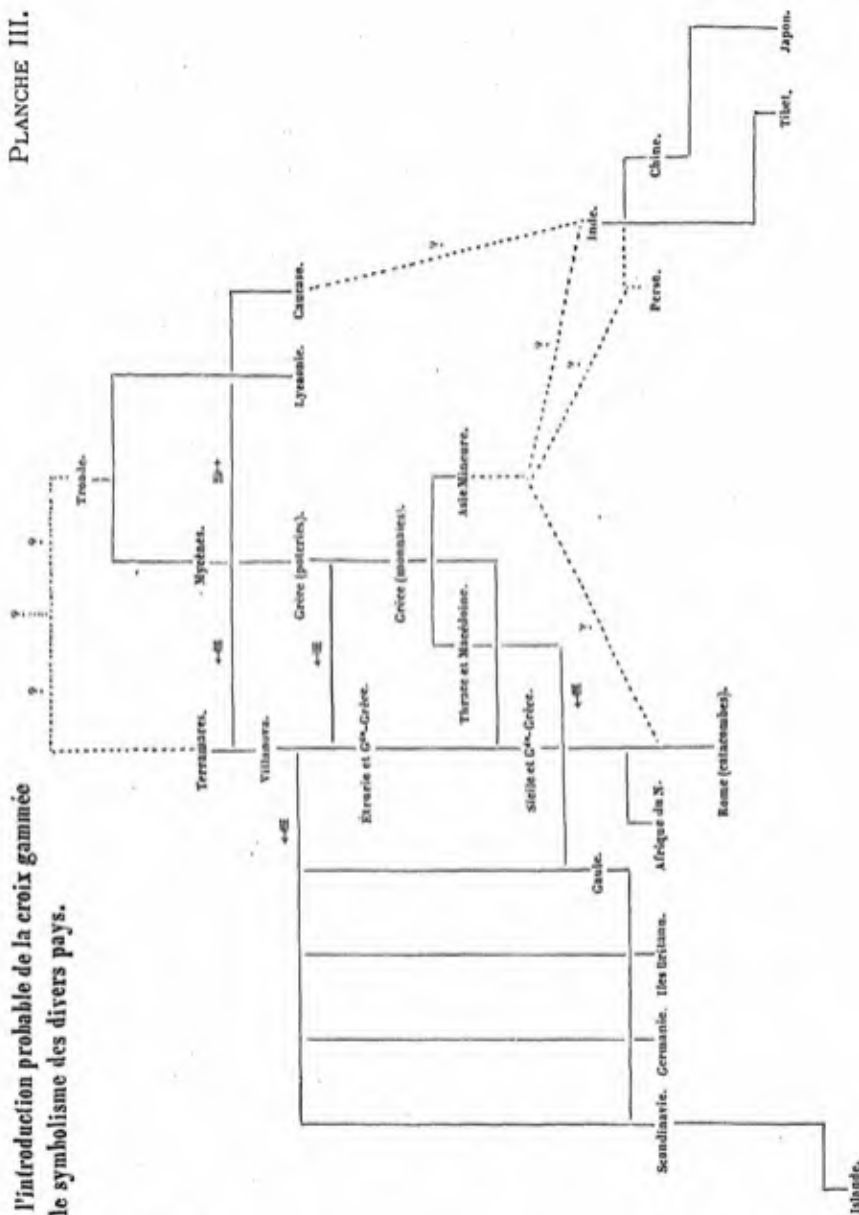 PLANCHE III.
l'introduction probable de la croix gammée
le symbolisme des divers pays.
?
?
?
Troade.
Terramares.
Mycènes.
Villanova.
Lycaonie.
Caucase.
Grèce (poteries).
Étrurie et Gde-Grèce.
Grèce (monnaies).
Thrace et Macédoine.
Asie Mineure.
?
?
?
?
Inde.
Sicile et Gde-Grèce.
Gaule.
Perse.
Chine.
Scandinavie.
Germanie.
Iles Britann.
Afrique du N.
Rome (catacombes).
Tibet.
Japon.
Islande.